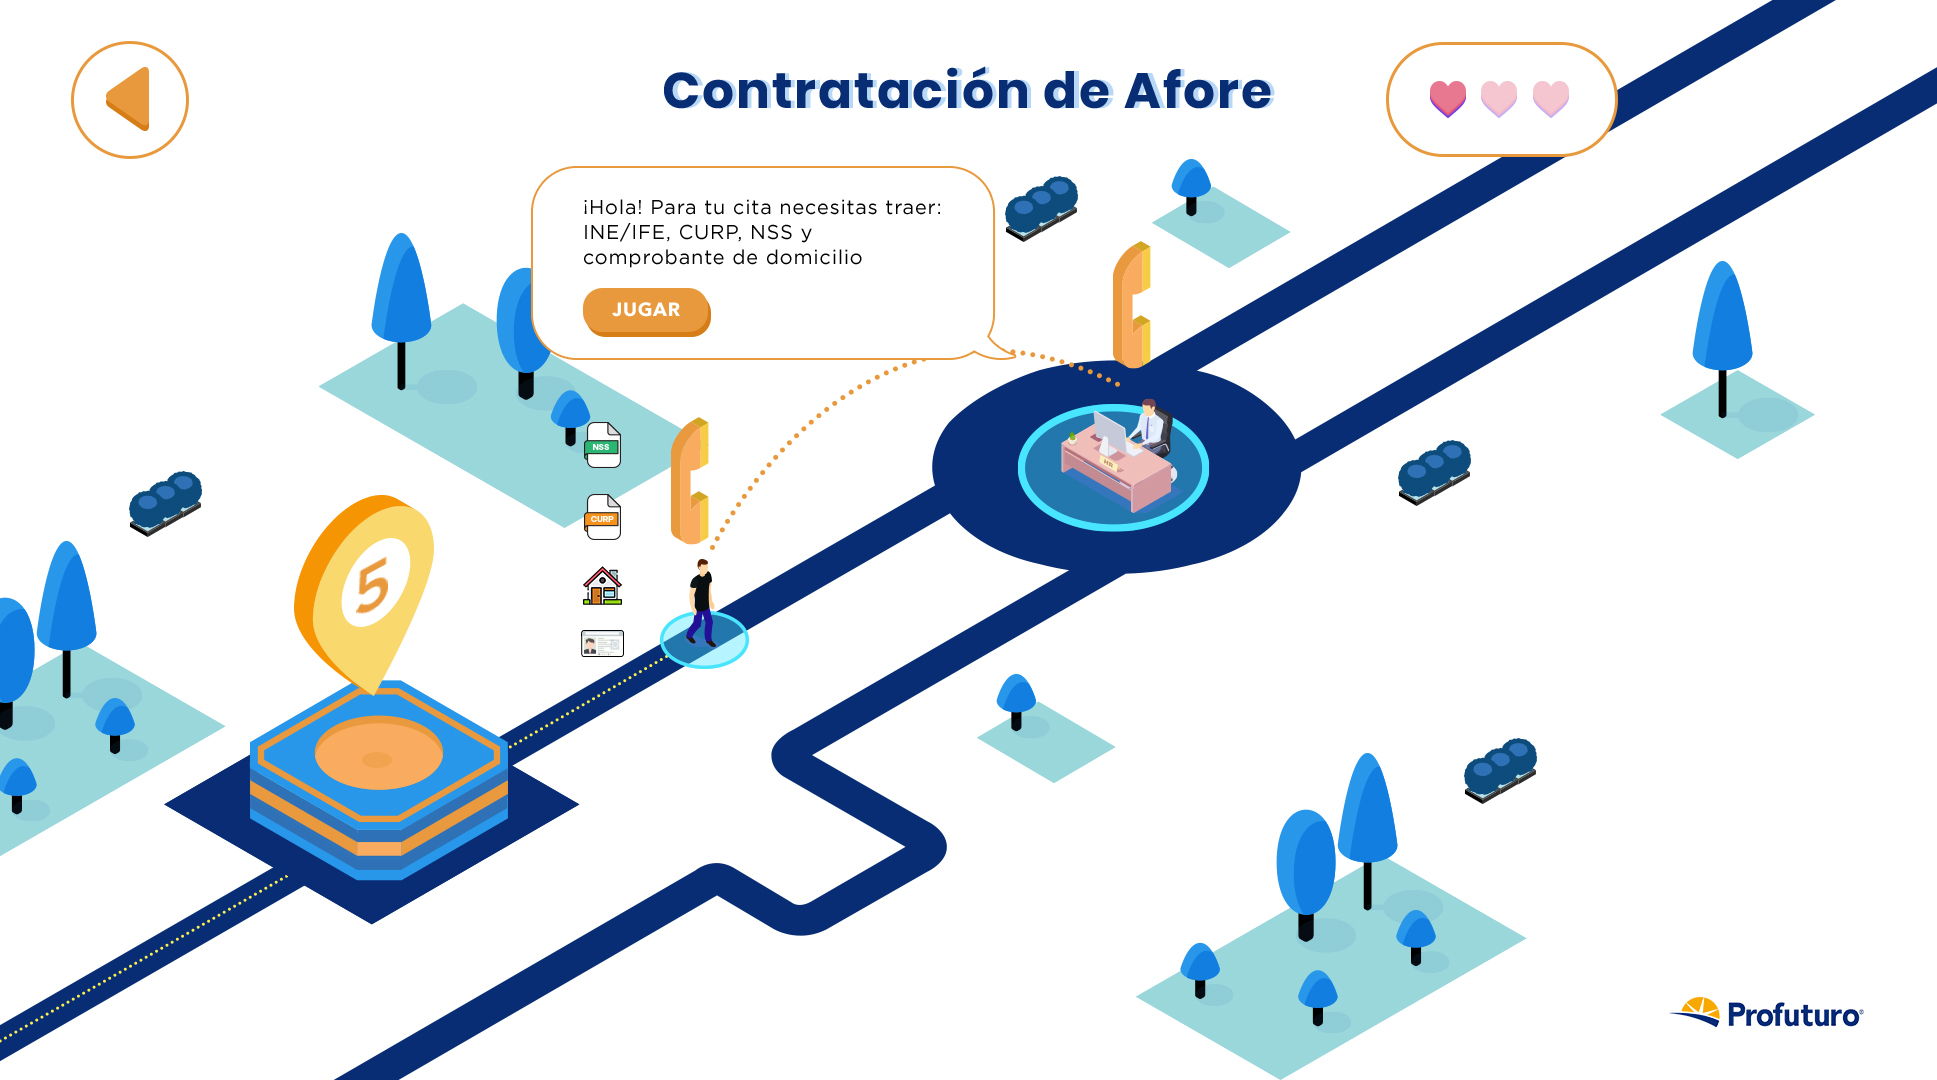 Contratación de Afore
¡Hola! Para tu cita necesitas traer:
INE/IFE, CURP, NSS y
comprobante de domicilio
JUGAR
NSS
CURP
HR
5
Profuturo